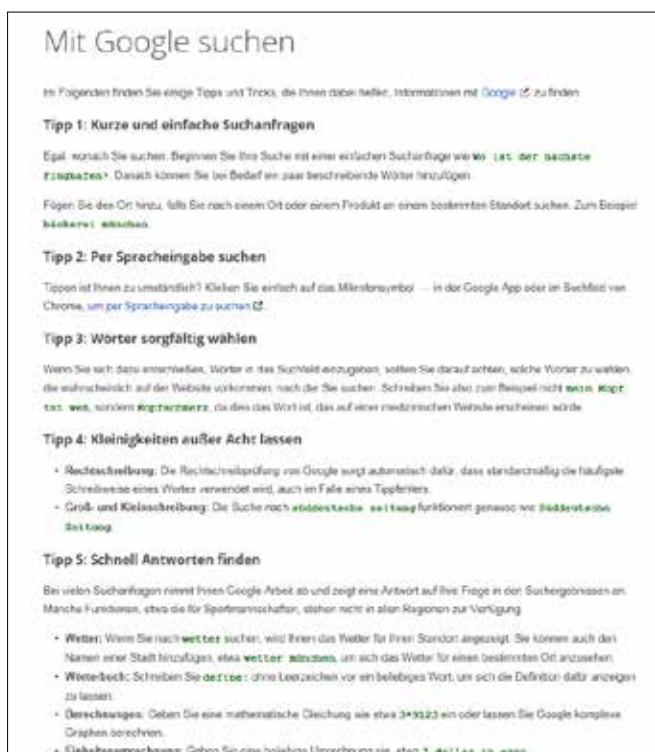 Mit Google suchen
Im Folgenden finden Sie einige Tipps und Tricks, die Ihnen dabei helfen, Informationen mit Google zu finden.
Tipp 1: Kurze und einfache Suchanfragen
Egal, wonach Sie suchen: Beginnen Sie Ihre Suche mit einer einfachen Suchanfrage wie Wo ist der nächste
Flughafen?. Danach können Sie bei Bedarf ein paar beschreibende Wörter hinzufügen.
Fügen Sie den Ort hinzu, falls Sie nach einem Ort oder einem Produkt an einem bestimmten Standort suchen. Zum Beispiel
bäckerei münchen.
Tipp 2: Per Spracheingabe suchen
Tippen ist Ihnen zu umständlich? Klicken Sie einfach auf das Mikrofonsymbol — in der Google App oder im Suchfeld von
Chrome, um per Spracheingabe zu suchen.
Tipp 3: Wörter sorgfältig wählen
Wenn Sie sich dazu entschließen, Wörter in das Suchfeld einzugeben, sollten Sie darauf achten, solche Wörter zu wählen,
die wahrscheinlich auf der Website vorkommen, nach der Sie suchen. Schreiben Sie also zum Beispiel nicht mein Kopf
tut weh, sondern Kopfschmerz, da dies das Wort ist, das auf einer medizinischen Website erscheinen würde.
Tipp 4: Kleinigkeiten außer Acht lassen
• Rechtschreibung: Die Rechtschreibprüfung von Google sorgt automatisch dafür, dass standardmäßig die häufigste
Schreibweise eines Wortes verwendet wird, auch im Falle eines Tippfehlers.
• Groß- und Kleinschreibung: Die Suche nach süddeutsche zeitung funktioniert genauso wie Süddeutsche
Zeitung.
Tipp 5: Schnell Antworten finden
Bei vielen Suchanfragen nimmt Ihnen Google Arbeit ab und zeigt eine Antwort auf Ihre Frage in den Suchergebnissen an.
Manche Funktionen, etwa die für Sportmannschaften, stehen nicht in allen Regionen zur Verfügung.
• Wetter: Wenn Sie nach wetter suchen, wird Ihnen das Wetter für Ihren Standort angezeigt. Sie können auch den
Namen einer Stadt hinzufügen, etwa wetter münchen, um sich das Wetter für einen bestimmten Ort anzusehen.
• Wörterbuch: Schreiben Sie define: ohne Leerzeichen vor ein beliebiges Wort, um sich die Definition dafür anzeigen
zu lassen.
• Berechnungen: Geben Sie eine mathematische Gleichung wie etwa 3*9123 ein oder lassen Sie Google komplexe
Graphen berechnen.
• Einheitenumrechnung: Geben Sie eine beliebige Umrechnung ein, etwa 3 dollar in euro.